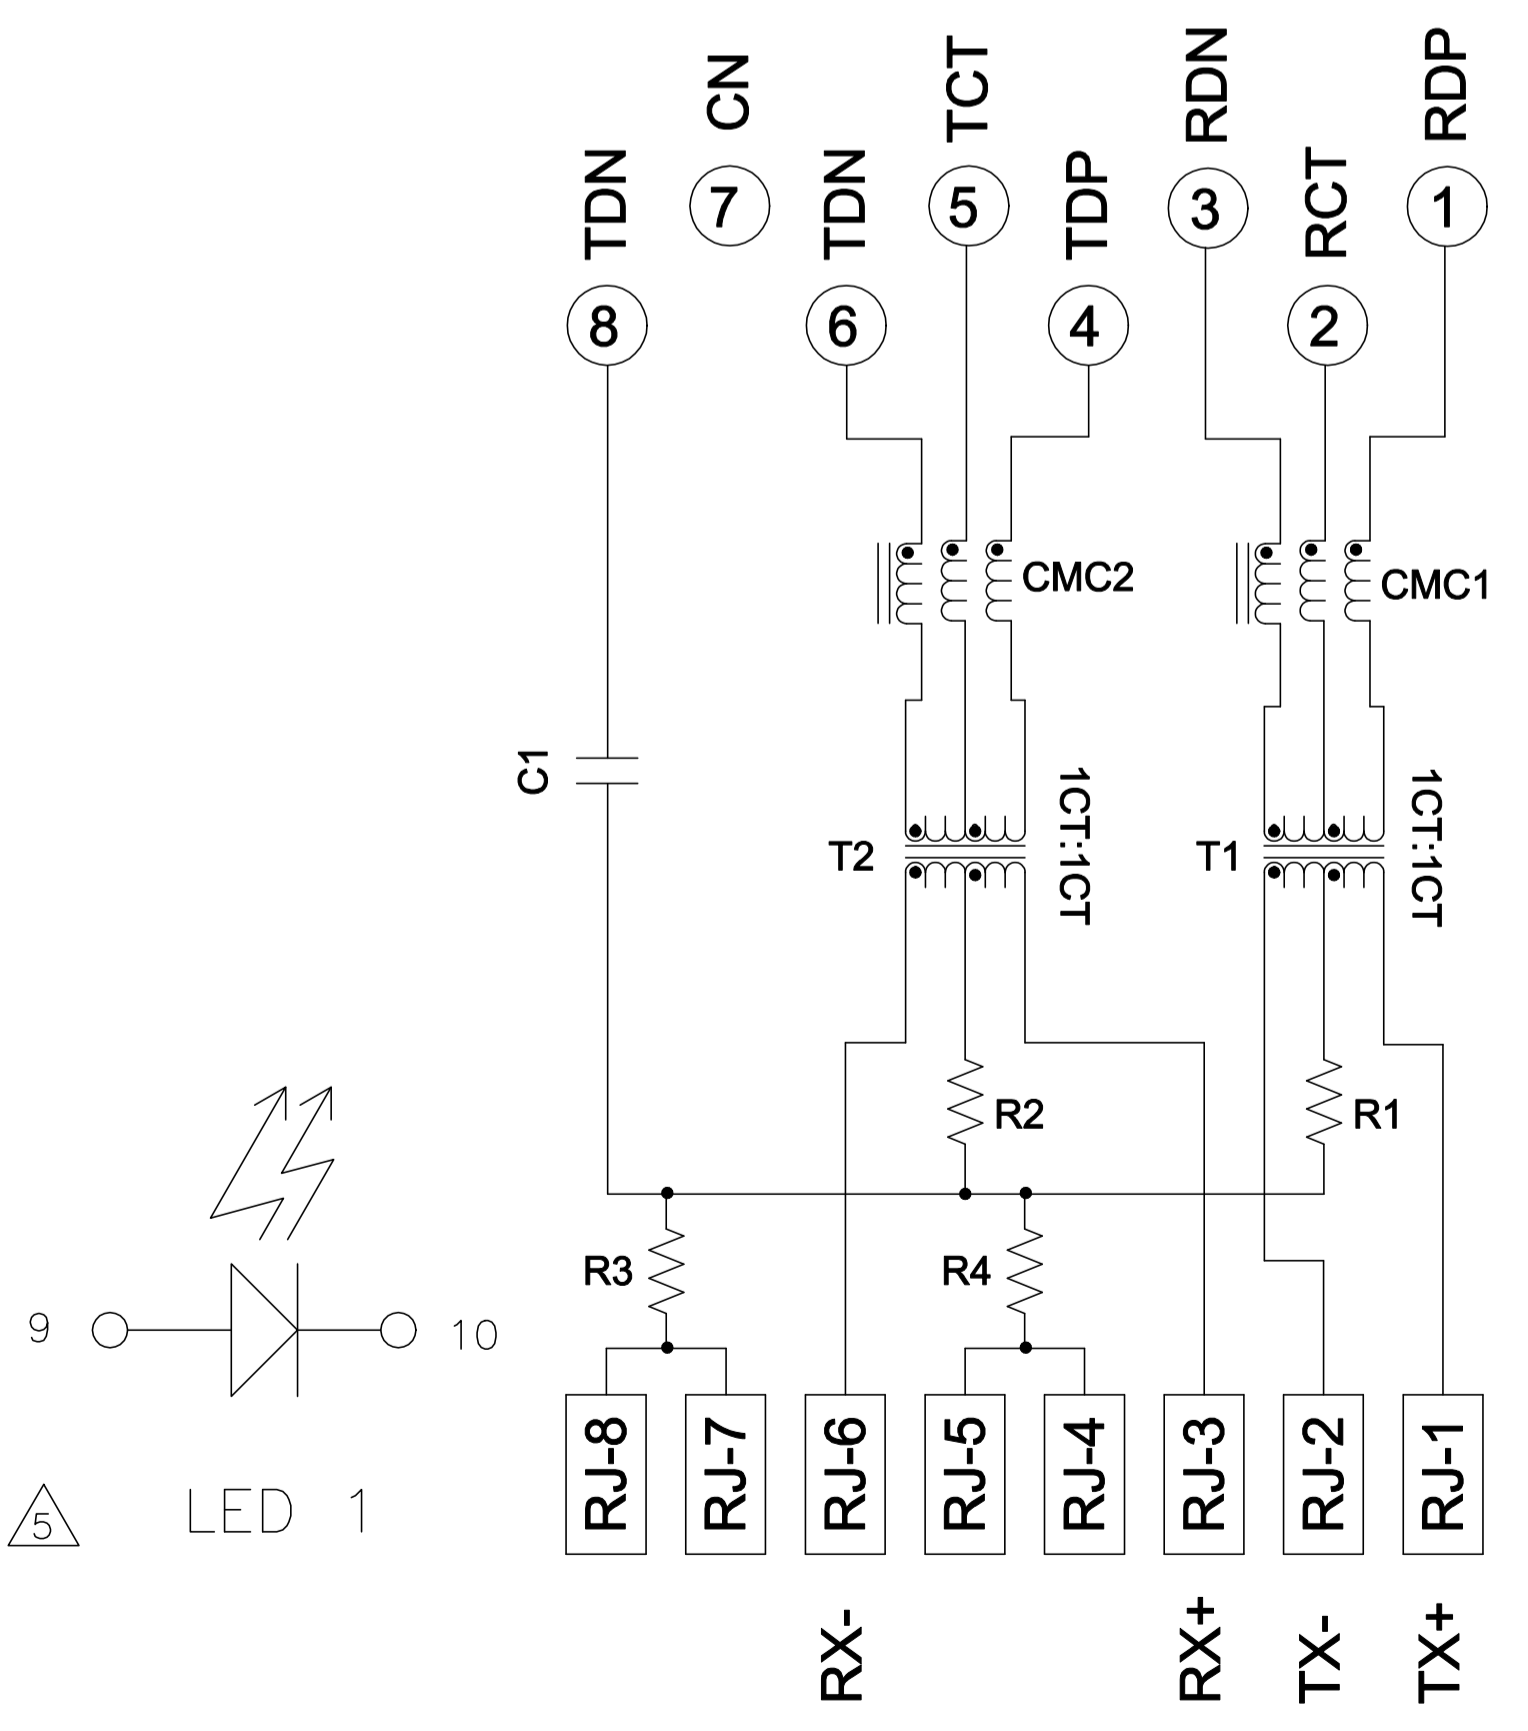 TDN
CN
TDN
TCT
TDP
RDN
RCT
RDP
8
7
6
5
4
3
2
1
CMC2
CMC1
C1
T2
1CT:1CT
T1
1CT:1CT
R2
R1
R3
R4
9
10
5
LED 1
RJ-8
RJ-7
RJ-6
RJ-5
RJ-4
RJ-3
RJ-2
RJ-1
RX-
RX+
TX-
TX+